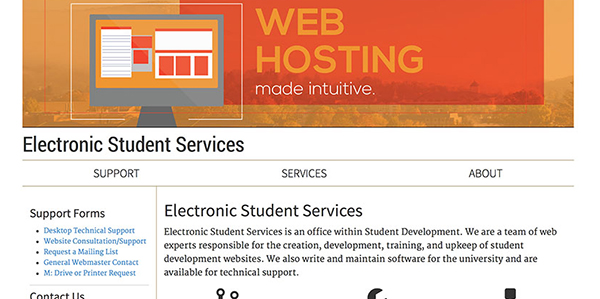 WEB
HOSTING
made intuitive.
Electronic Student Services
SUPPORT SERVICES ABOUT
Support Forms
Desktop Technical Support
Website Consultation/Support
Request a Mailing List
General Webmaster Contact
M: Drive or Printer Request
Contact Us
Electronic Student Services
Electronic Student Services is an office within Student Development. We are a team of web
experts responsible for the creation, development, training, and upkeep of student
development websites. We also write and maintain software for the university and are
available for technical support.